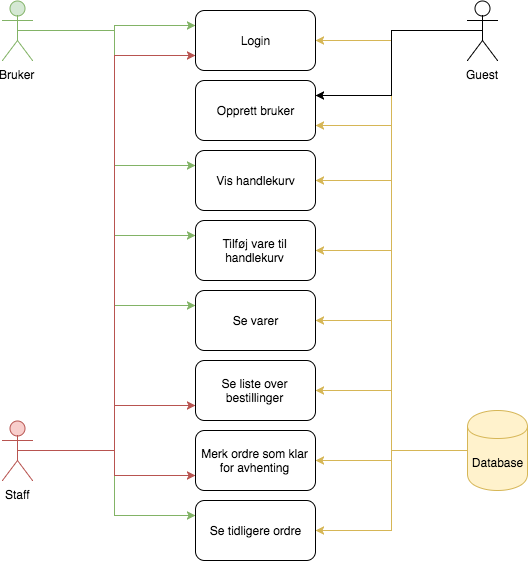 Login
Bruker
Guest
Opprett bruker
Vis handlekurv
Tilføj vare til
handlekurv
Se varer
Se liste over
bestillinger
Merk ordre som klar
for avhenting
Database
Staff
Se tidligere ordre